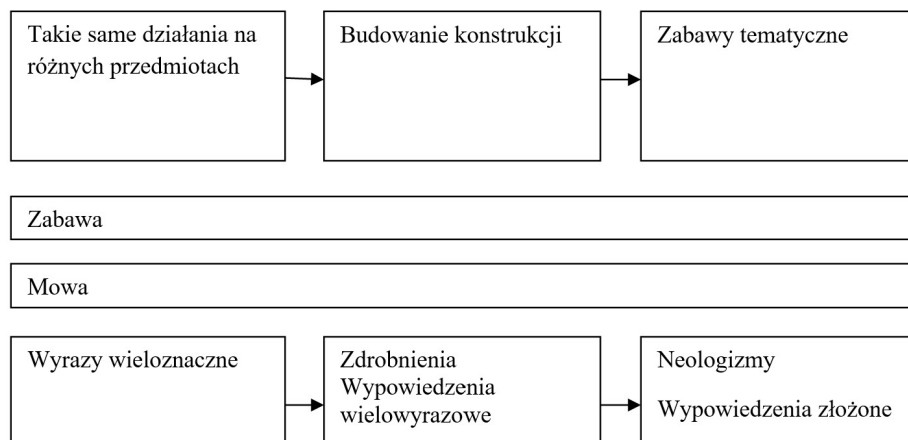 Takie same działania na
różnych przedmiotach
Budowanie konstrukcji
Zabawy tematyczne
Zabawa
Mowa
Wyrazy wieloznaczne
Zdrobnienia
Wypowiedzenia
wielowyrazowe
Neologizmy
Wypowiedzenia złożone